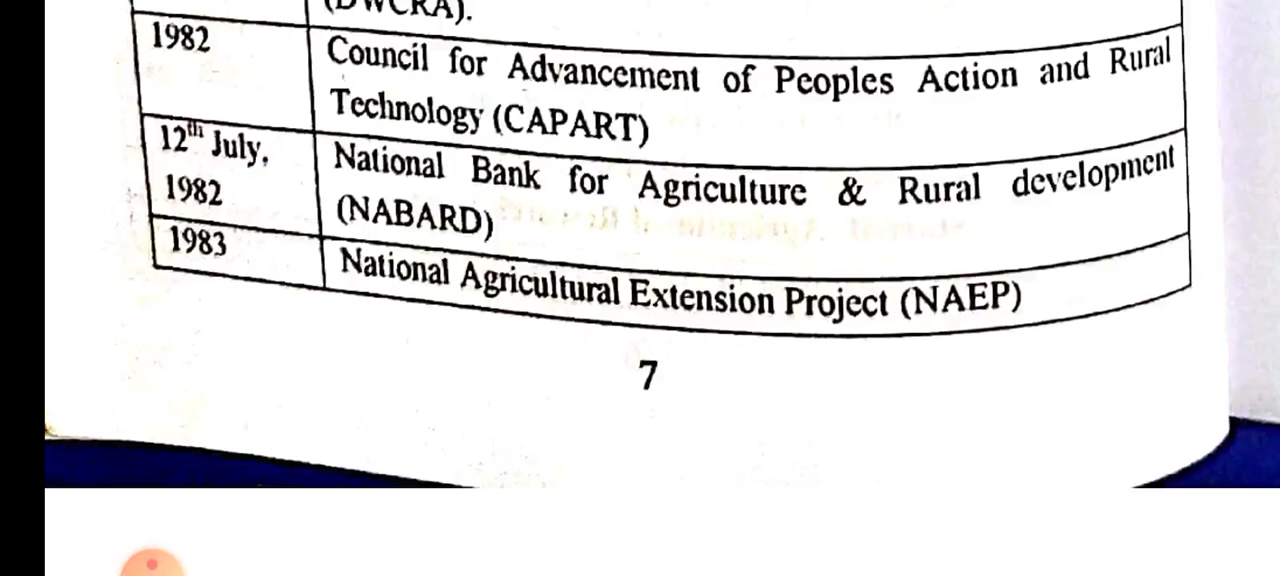 (DWCRA).
1982
Council for Advancement of Peoples Action and Rural
Technology (CAPART)
12th July,
1982
National Bank for Agriculture & Rural development
(NABARD)
1983
National Agricultural Extension Project (NAEP)
7